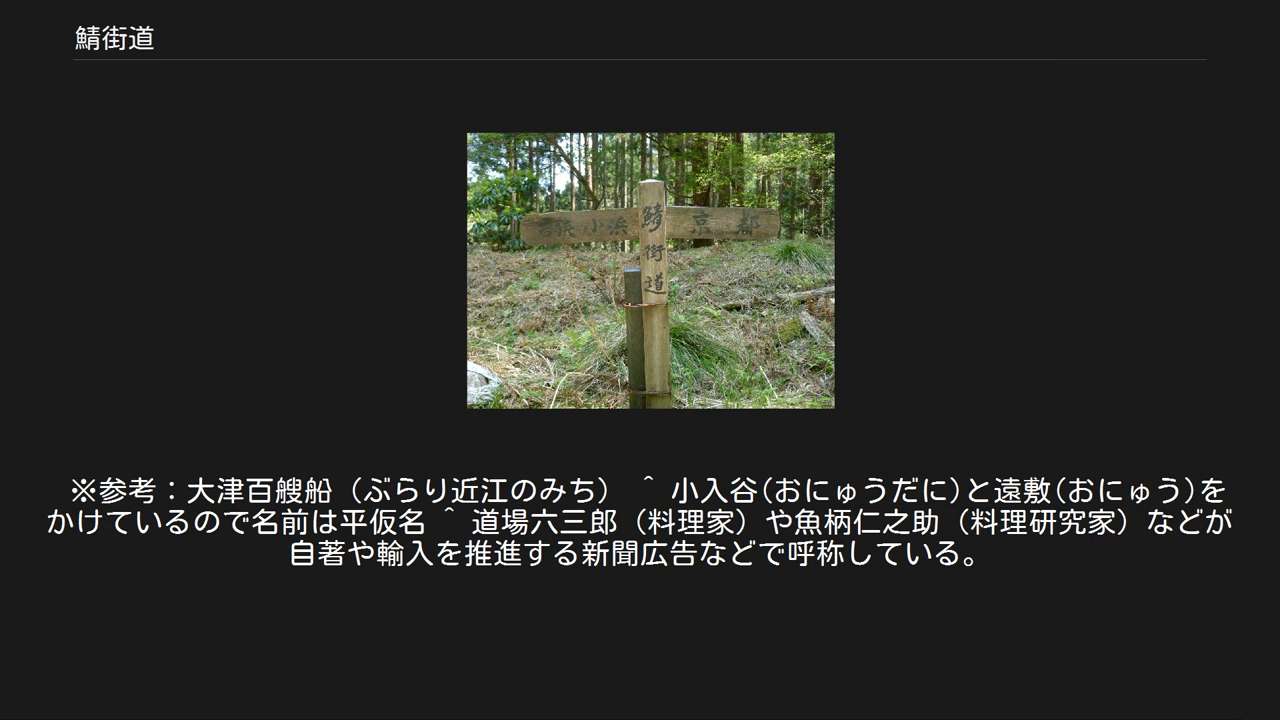 鯖街道
若狭小浜
鯖街道
京都
※参考：大津百艘船（ぶらり近江のみち） ^ 小入谷(おにゅうだに)と遠敷(おにゅう)を
かけているので名前は平仮名 ^ 道場六三郎（料理家）や魚柄仁之助（料理研究家）などが
自著や輸入を推進する新聞広告などで呼称している。